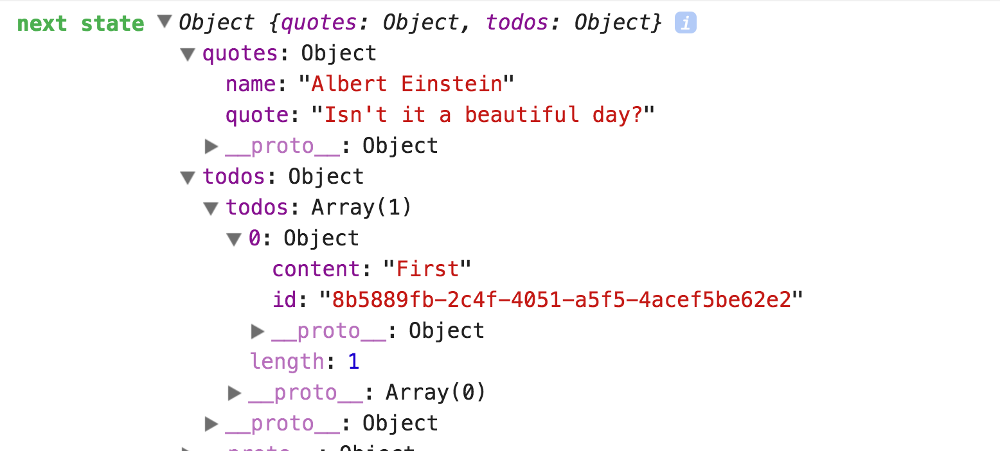 next state Object {quotes: Object, todos: Object} i
quotes: Object
name: "Albert Einstein"
quote: "Isn't it a beautiful day?"
__proto__: Object
todos: Object
todos: Array(1)
0: Object
content: "First"
id: "8b5889fb-2c4f-4051-a5f5-4acef5be62e2"
__proto__: Object
length: 1
__proto__: Array(0)
__proto__: Object
__proto__: Object